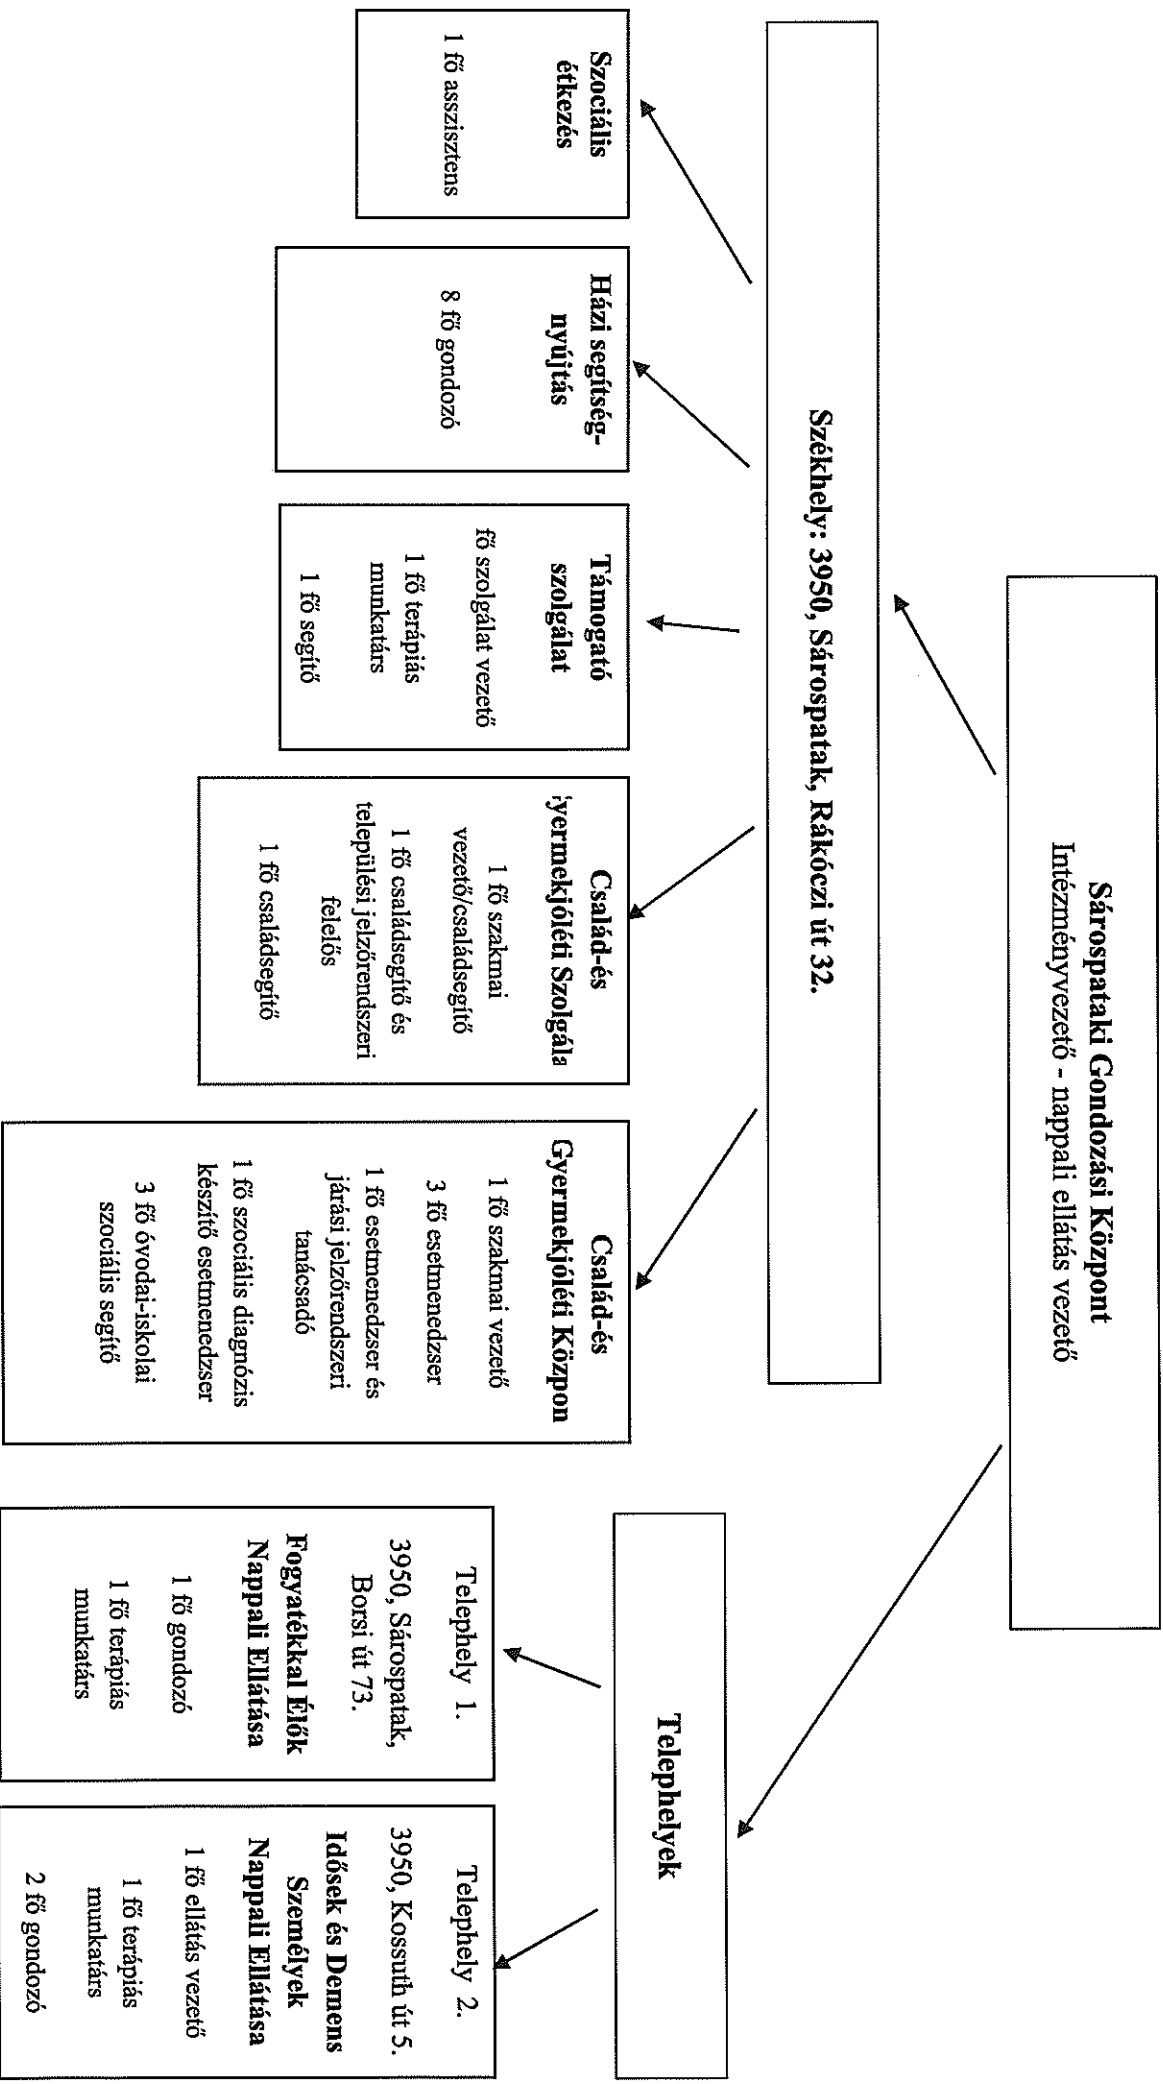 Sárospataki Gondozási Központ
Intézményvezető - nappali ellátás vezető
Székhely: 3950, Sárospatak, Rákóczi út 32.
Telephelyek
Szociális
étkezés
1 fő asszisztens
Házi segítség-
nyújtás
8 fő gondozó
Támogató
szolgálat
fő szolgálat vezető
1 fő terápiás
munkatárs
1 fő segítő
Család-és
yermekjóléti Szolgála
1 fő szakmai
vezető/családsegítő
1 fő családsegítő és
települési jelzőrendszeri
felelős
1 fő családsegítő
Család-és
Gyermekjóléti Közpon
1 fő szakmai vezető
3 fő esetmenedzser
1 fő esetmenedzser és
járási jelzőrendszeri
tanácsadó
1 fő szociális diagnózis
készítő esetmenedzser
3 fő óvodai-iskolai
szociális segítő
Telephely 1.
3950, Sárospatak,
Borsi út 73.
Fogyatékkal Élők
Nappali Ellátása
1 fő gondozó
1 fő terápiás
munkatárs
Telephely 2.
3950, Kossuth út 5.
Idősek és Demens
Személyek
Nappali Ellátása
1 fő ellátás vezető
1 fő terápiás
munkatárs
2 fő gondozó